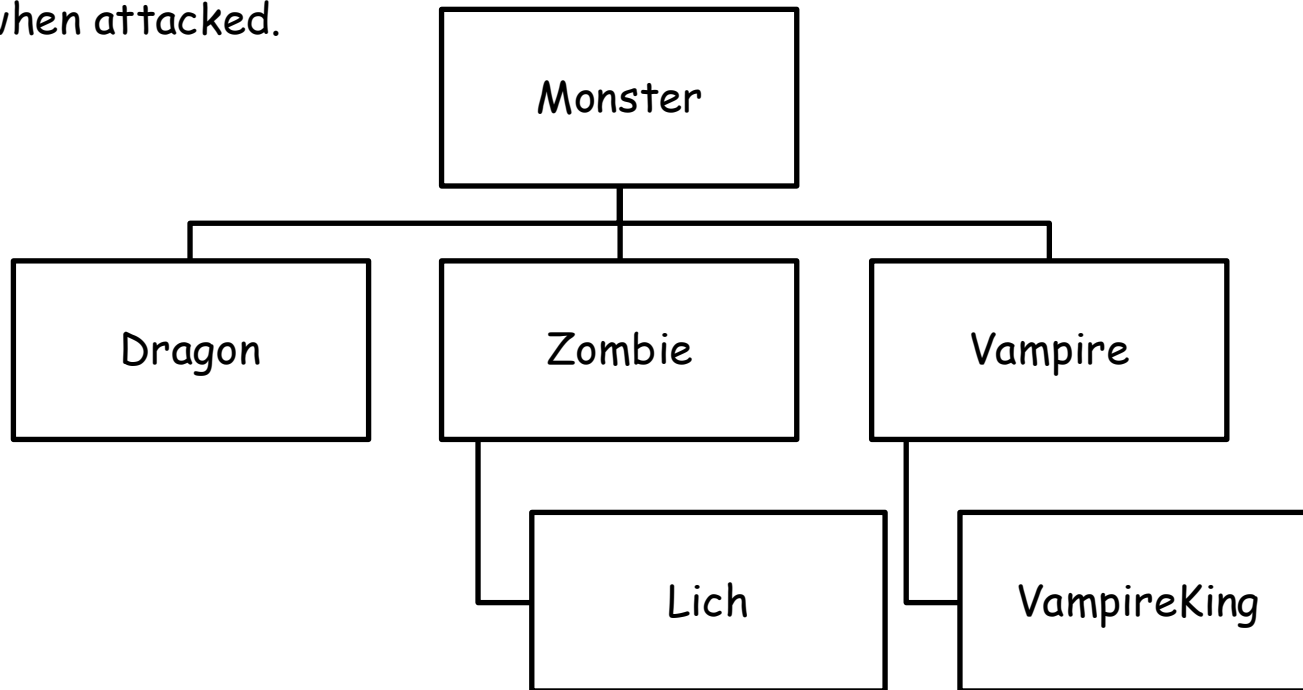 when attacked.
Monster
Dragon
Zombie
Vampire
Lich
VampireKing